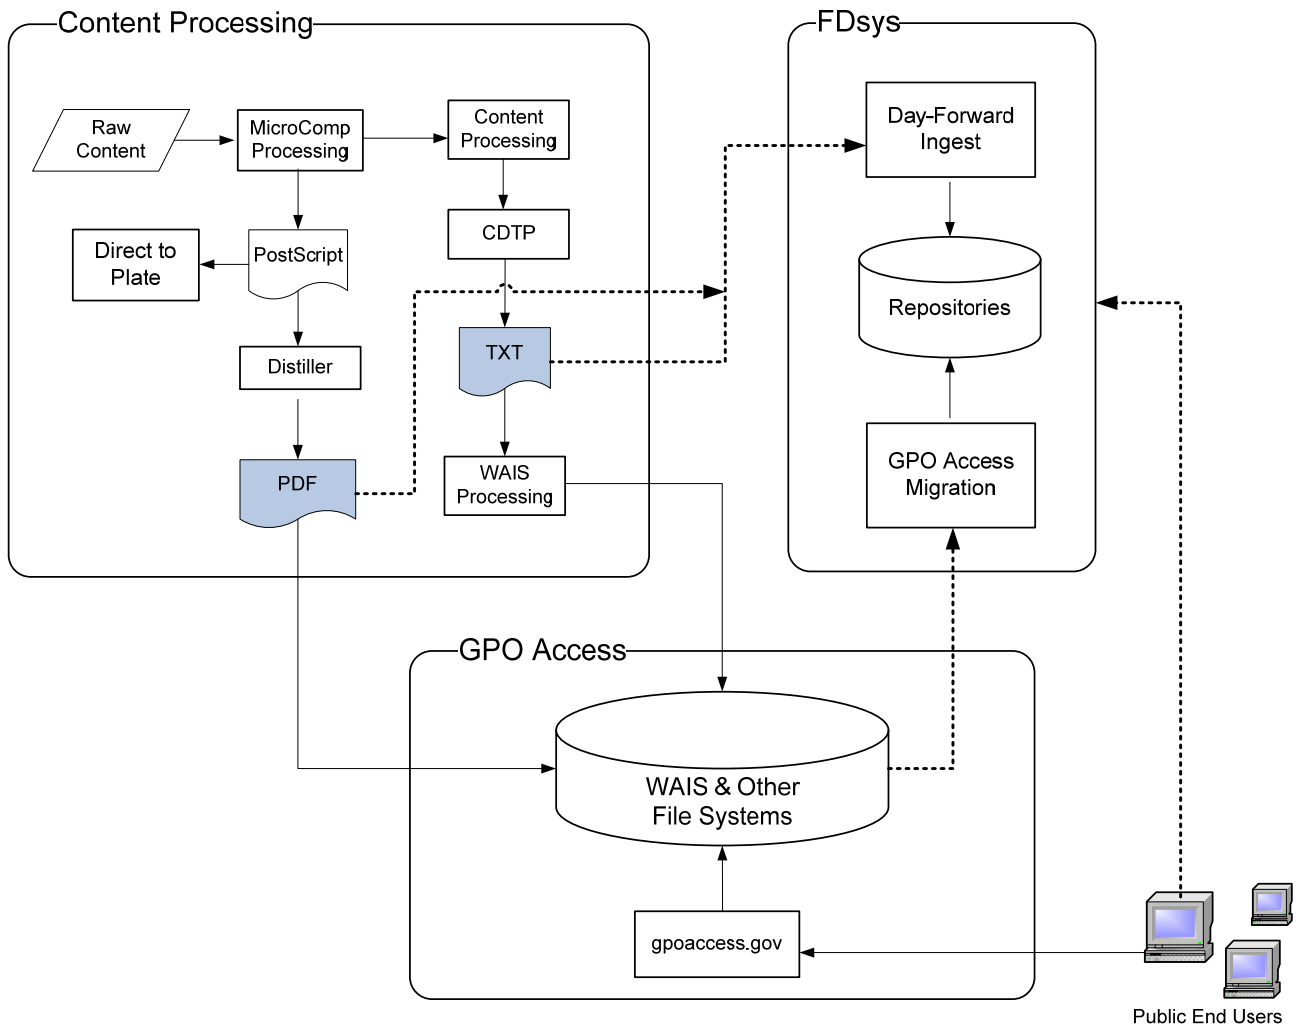 Content Processing
FDsys
Raw
Content
MicroComp
Processing
Content
Processing
Day-Forward
Ingest
PostScript
Direct to
Plate
CDTP
Repositories
TXT
Distiller
PDF
WAIS
Processing
GPO Access
Migration
GPO Access
WAIS & Other
File Systems
gpoaccess.gov
Public End Users